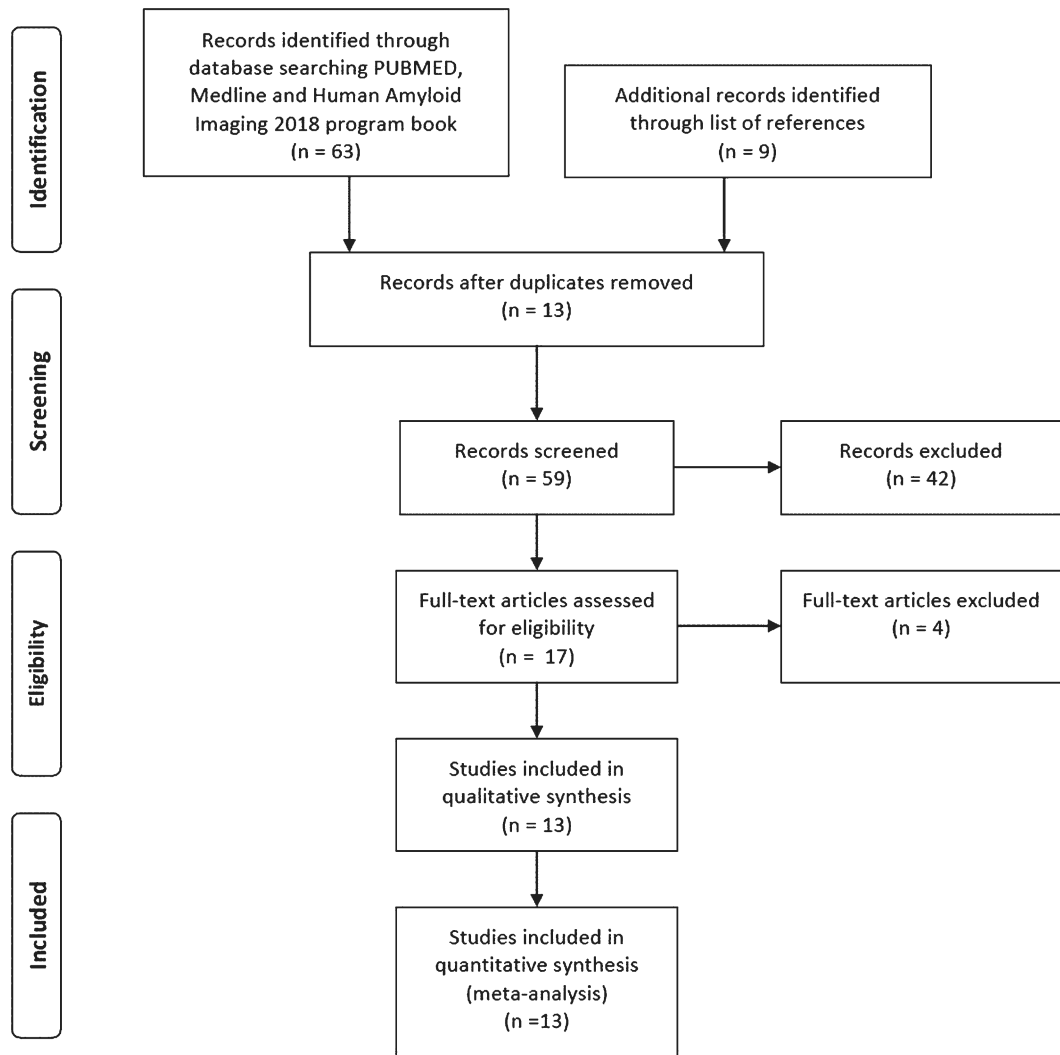 Identification
Records identified through
database searching PUBMED,
Medline and Human Amyloid
Imaging 2018 program book
(n = 63)
Additional records identified
through list of references
(n = 9)
Screening
Records after duplicates removed
(n = 13)
Records screened
(n = 59)
Records excluded
(n = 42)
Eligibility
Full-text articles assessed
for eligibility
(n = 17)
Full-text articles excluded
(n = 4)
Studies included in
qualitative synthesis
(n = 13)
Included
Studies included in
quantitative synthesis
(meta-analysis)
(n =13)